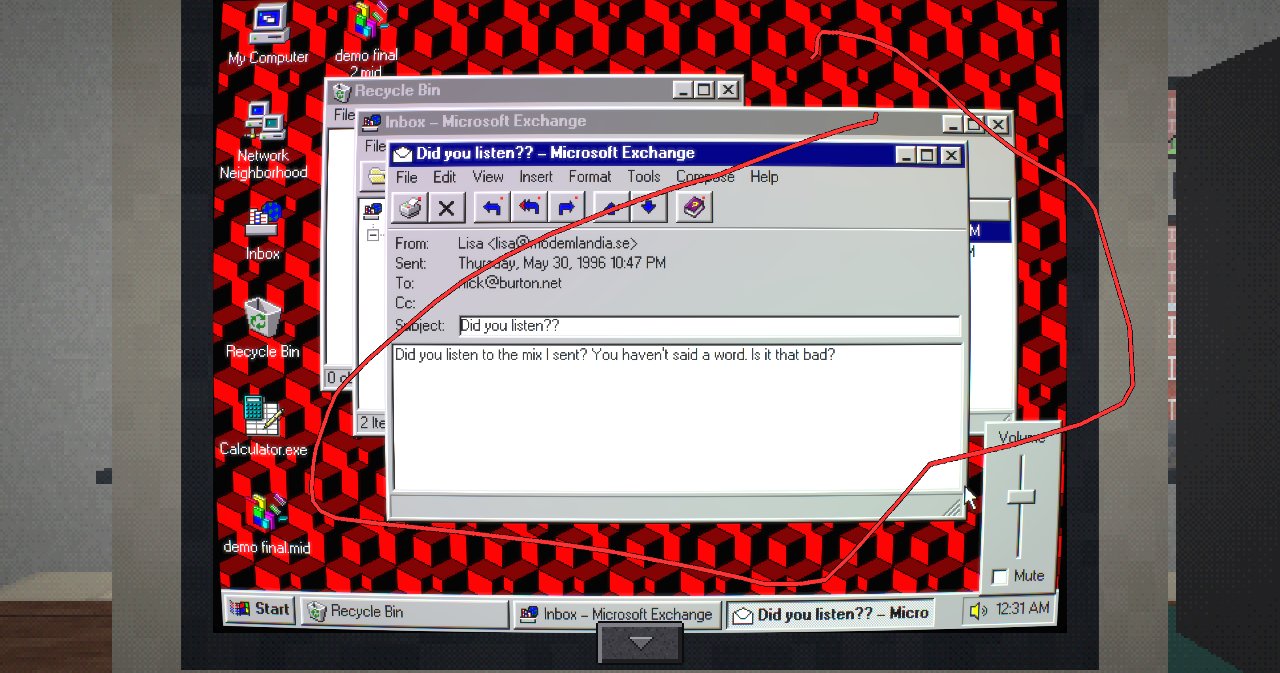 My Computer
demo final
2.mid
Recycle Bin
File
Inbox – Microsoft Exchange
File
Did you listen?? – Microsoft Exchange
File Edit View Insert Format Tools Compose Help
Network
Neighborhood
Inbox
From: Lisa <lisa@modemlandia.se>
Sent: Thursday, May 30, 1996 10:47 PM
To: nick@burton.net
Cc:
Subject: Did you listen??
Did you listen to the mix I sent? You haven't said a word. Is it that bad?
Recycle Bin
Calculator.exe
Volume
demo final.mid
Mute
Start
Recycle Bin
Inbox – Microsoft Exchange
Did you listen?? – Micro
12:31 AM